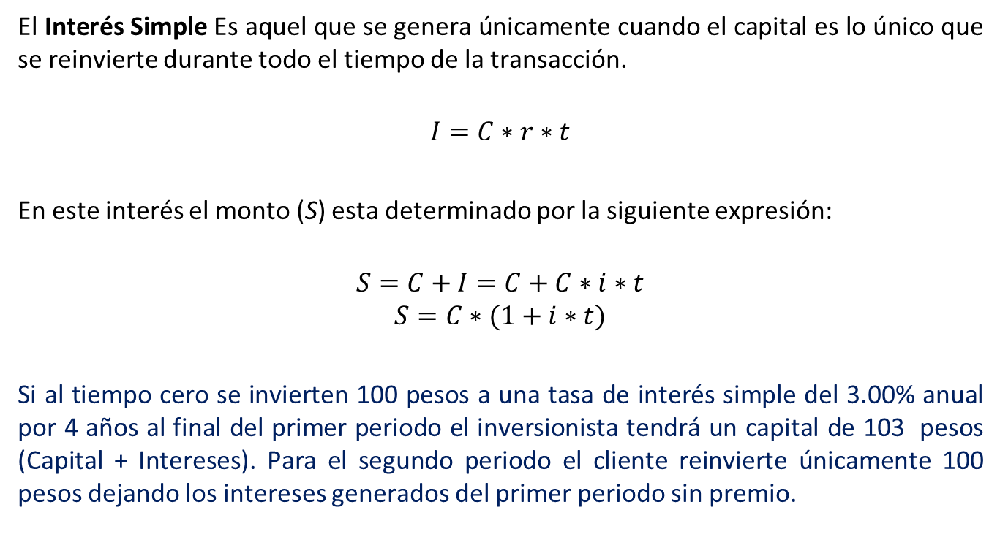 El Interés Simple Es aquel que se genera únicamente cuando el capital es lo único que
se reinvierte durante todo el tiempo de la transacción.
I = C ∗ r ∗ t
En este interés el monto (S) esta determinado por la siguiente expresión:
S = C + I = C + C ∗ i ∗ t
S = C ∗ (1 + i ∗ t)
Si al tiempo cero se invierten 100 pesos a una tasa de interés simple del 3.00% anual
por 4 años al final del primer periodo el inversionista tendrá un capital de 103 pesos
(Capital + Intereses). Para el segundo periodo el cliente reinvierte únicamente 100
pesos dejando los intereses generados del primer periodo sin premio.